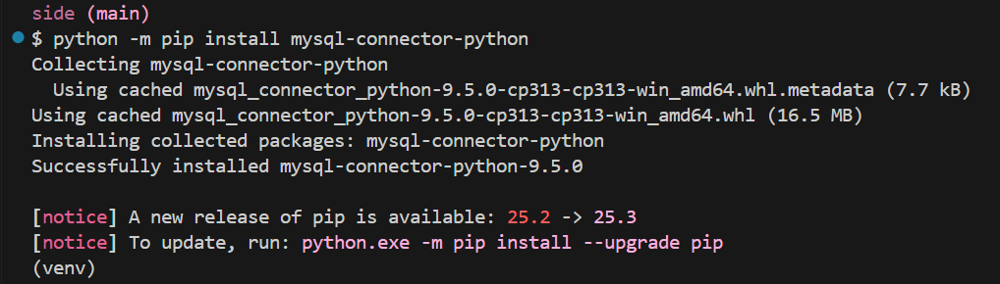 side (main)
$ python -m pip install mysql-connector-python
Collecting mysql-connector-python
  Using cached mysql_connector_python-9.5.0-cp313-cp313-win_amd64.whl.metadata (7.7 kB)
Using cached mysql_connector_python-9.5.0-cp313-cp313-win_amd64.whl (16.5 MB)
Installing collected packages: mysql-connector-python
Successfully installed mysql-connector-python-9.5.0

[notice] A new release of pip is available: 25.2 -> 25.3
[notice] To update, run: python.exe -m pip install --upgrade pip
(venv)